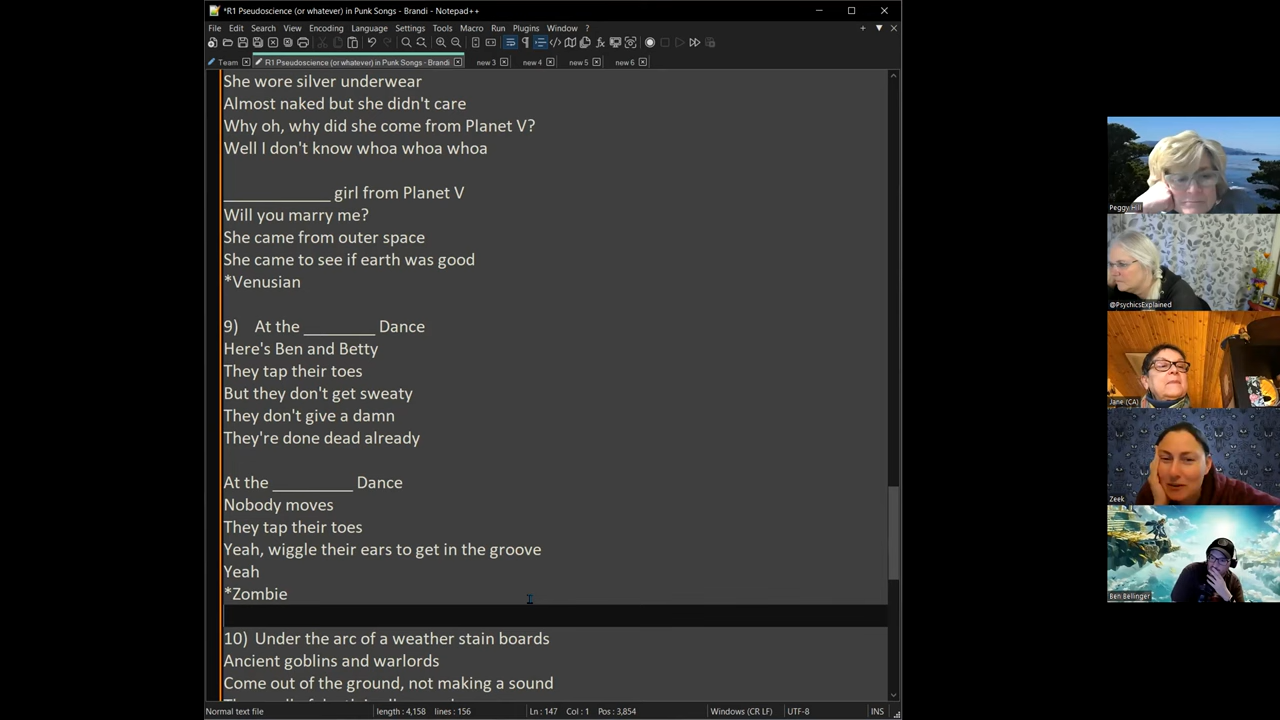 *R1 Pseudoscience (or whatever) in Punk Songs - Brandi - Notepad++
File Edit Search View Encoding Language Settings Tools Macro Run Plugins Window ?
Team R1 Pseudoscience (or whatever) in Punk Songs - Brandi new 3 new 4 new 5 new 6
She wore silver underwear
Almost naked but she didn't care
Why oh, why did she come from Planet V?
Well I don't know whoa whoa whoa
____________ girl from Planet V
Will you marry me?
She came from outer space
She came to see if earth was good
*Venusian
9) At the ________ Dance
Here's Ben and Betty
They tap their toes
But they don't get sweaty
They don't give a damn
They're done dead already
At the _________ Dance
Nobody moves
They tap their toes
Yeah, wiggle their ears to get in the groove
Yeah
*Zombie
10) Under the arc of a weather stain boards
Ancient goblins and warlords
Come out of the ground, not making a sound
Normal text file length : 4,158 lines : 156 Ln : 147 Col : 1 Pos : 3,854 Windows (CR LF) UTF-8 INS
Peggy Hill
@PsychicsExplained
Jane (CA)
Zeek
Ben Bellinger